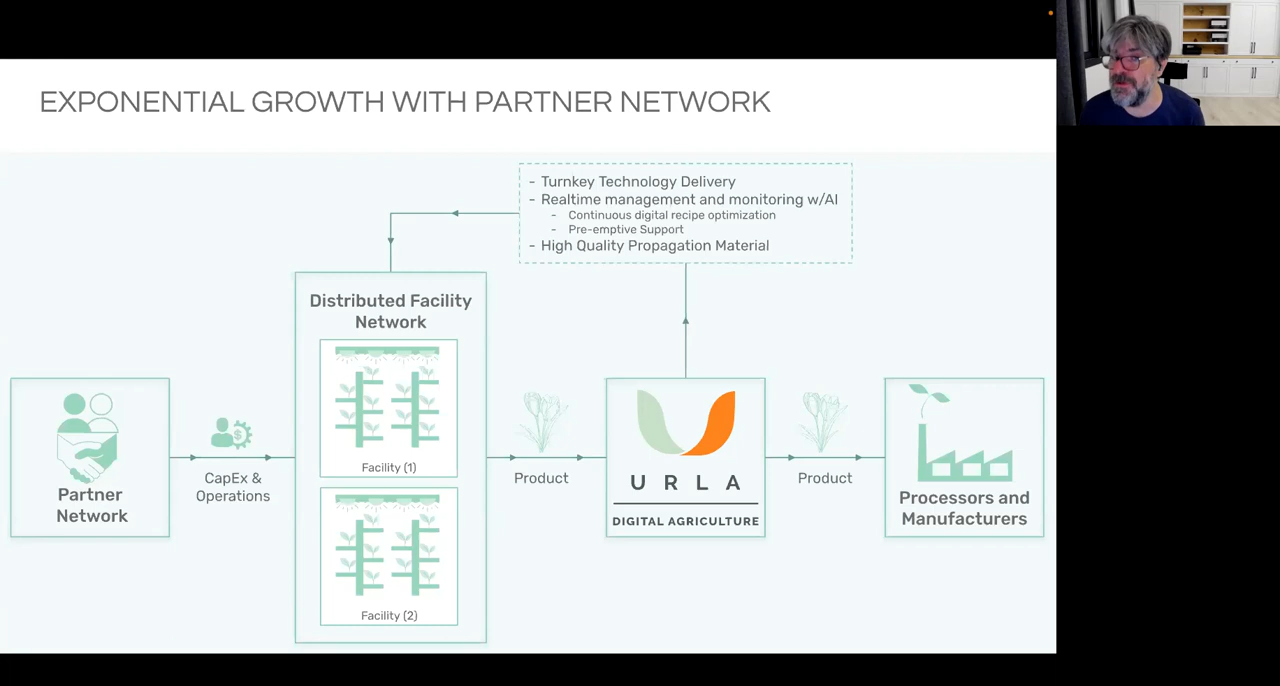 EXPONENTIAL GROWTH WITH PARTNER NETWORK
- Turnkey Technology Delivery
- Realtime management and monitoring w/AI
- Continuous digital recipe optimization
- Pre-emptive Support
- High Quality Propagation Material
Partner
Network
CapEx &
Operations
Distributed Facility
Network
Facility (1)
Facility (2)
Product
URLA
DIGITAL AGRICULTURE
Product
Processors and
Manufacturers